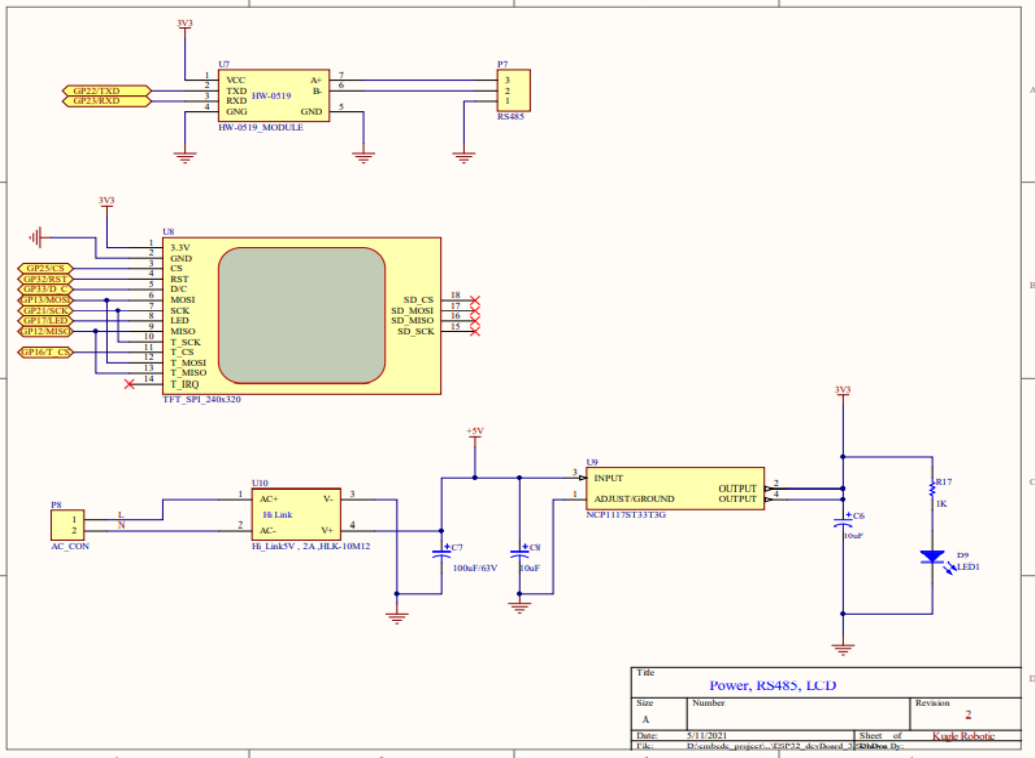 3V3
U7
P7
1 VCC A+ 7 3
GP22/TXD 2 TXD HW-0519 B- 6 2
GP23/RXD 3 RXD 1
4 GNG GND 5
RS485
HW-0519_MODULE
A
3V3
U8
1 3.3V
2 GND
GP25/CS 3 CS
GP32/RST 4 RST
GP33/D_C 5 D/C
GP13/MOSI 6 MOSI SD_CS 18
GP21/SCK 7 SCK SD_MOSI 17
GP17/LED 8 LED SD_MISO 16
GP12/MISO 9 MISO SD_SCK 15
10 T_SCK
GP16/T_CS 11 T_CS
12 T_MOSI
13 T_MISO
14 T_IRQ
TFT_SPI_240x320
B
3V3
+5V
U9
3 INPUT
OUTPUT 2
1 ADJUST/GROUND OUTPUT 4
NCP1117ST33T3G
R17
1K
C
P8
1 L
2 N
AC_CON
U10
1 AC+ V- 3
Hi Link
2 AC- V+ 4
Hi_Link5V , 2A ,HLK-10M12
+ C7
100uF/63V
+ C8
10uF
+ C6
10uF
D9
LED1
Title
Power, RS485, LCD
Size Number Revision
A 2
D
Date: 5/11/2021 Sheet of Kugle Robotic
File: